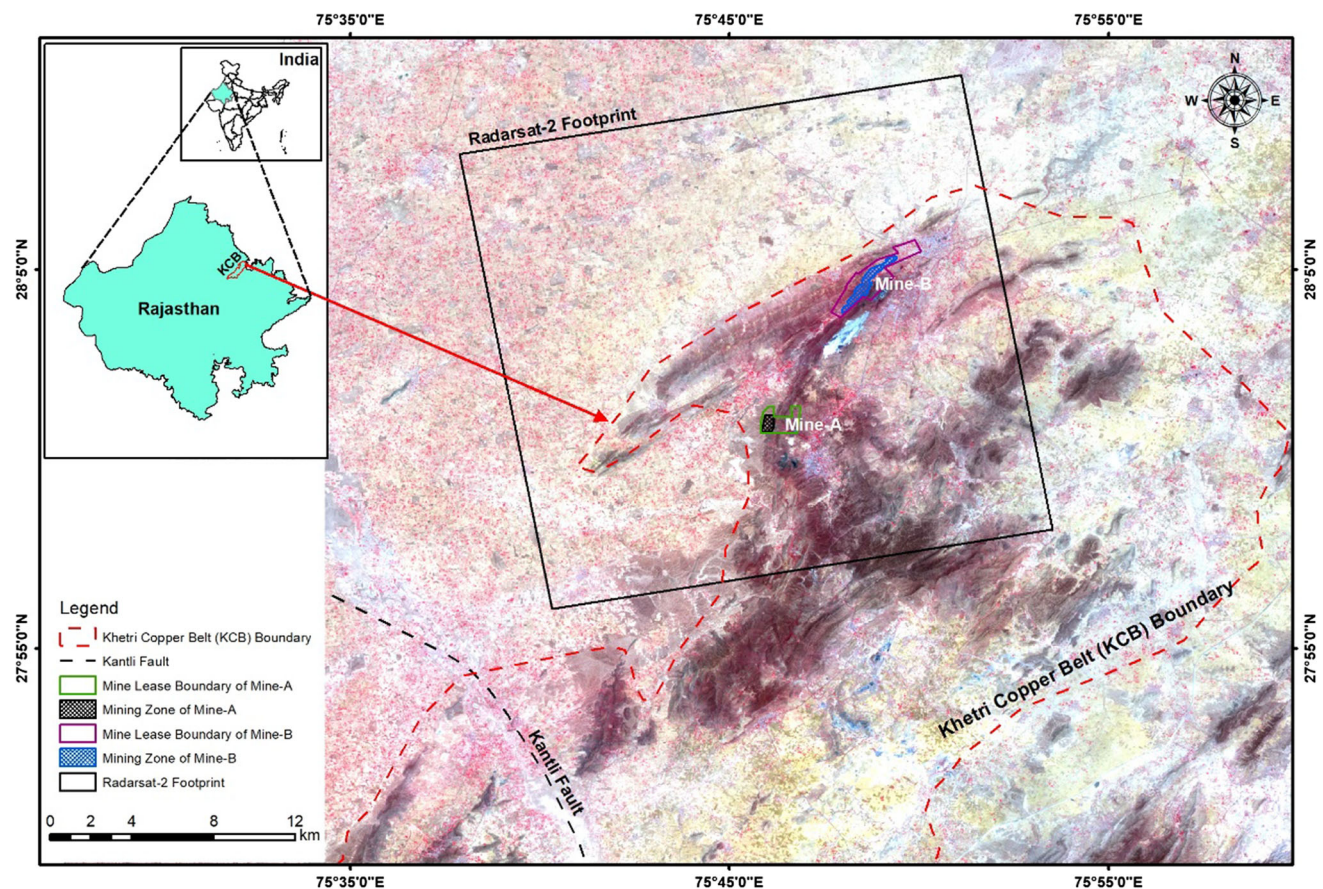 75°35'0"E
75°45'0"E
75°55'0"E
India
N
W
E
S
Radarsat-2 Footprint
28°5'0"N
28°5'0"N
KCB
Rajasthan
Mine-B
Mine-A
27°55'0"N
27°55'0"N
Khetri Copper Belt (KCB) Boundary
Kantli Fault
Legend
Khetri Copper Belt (KCB) Boundary
Kantli Fault
Mine Lease Boundary of Mine-A
Mining Zone of Mine-A
Mine Lease Boundary of Mine-B
Mining Zone of Mine-B
Radarsat-2 Footprint
0 2 4 8 12
km
75°35'0"E
75°45'0"E
75°55'0"E